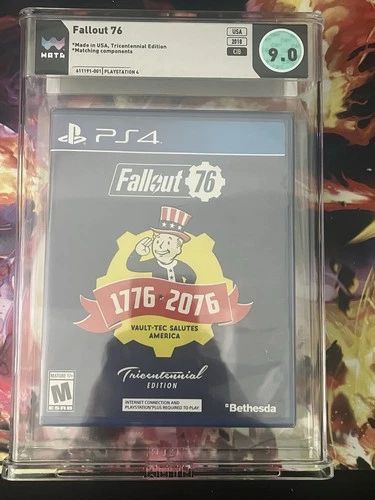 WATA
Fallout 76
*Made in USA, Tricentennial Edition
*Matching components
611191-001 PLAYSTATION 4
USA
2018
CIB
9.0
PS4
Fallout 76
1776-2076
VAULT-TEC SALUTES
AMERICA
Tricentennial
EDITION
MATURE 17+
M
ESRB
INTERNET CONNECTION AND
PLAYSTATION®PLUS REQUIRED TO PLAY
Bethesda